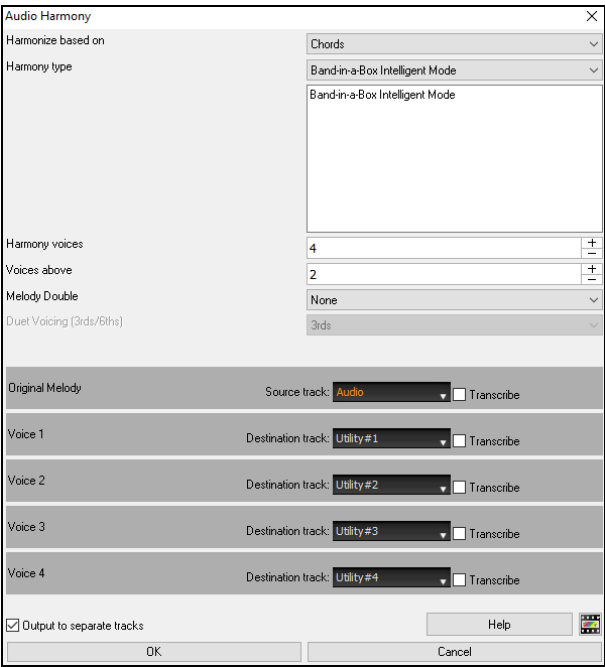 Audio Harmony
Harmonize based on Chords
Harmony type Band-in-a-Box Intelligent Mode
Band-in-a-Box Intelligent Mode
Harmony voices 4
Voices above 2
Melody Double None
Duet Voicing (3rds/6ths) 3rds
Original Melody Source track: Audio Transcribe
Voice 1 Destination track: Utility#1 Transcribe
Voice 2 Destination track: Utility#2 Transcribe
Voice 3 Destination track: Utility#3 Transcribe
Voice 4 Destination track: Utility#4 Transcribe
Output to separate tracks Help
OK Cancel